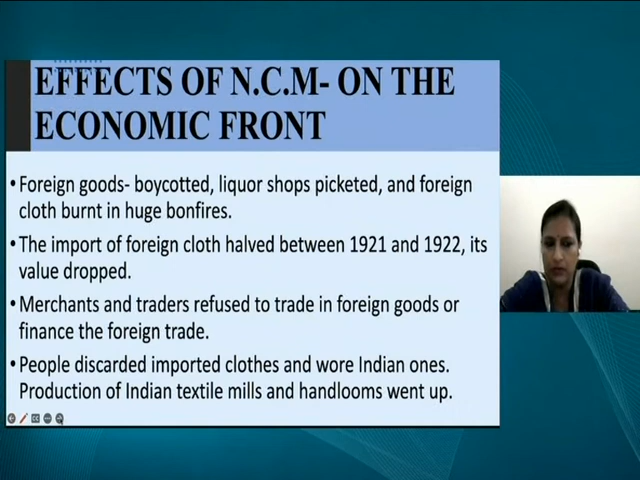 EFFECTS OF N.C.M- ON THE
ECONOMIC FRONT
•Foreign goods- boycotted, liquor shops picketed, and foreign
cloth burnt in huge bonfires.
•The import of foreign cloth halved between 1921 and 1922, its
value dropped.
•Merchants and traders refused to trade in foreign goods or
finance the foreign trade.
•People discarded imported clothes and wore Indian ones.
Production of Indian textile mills and handlooms went up.